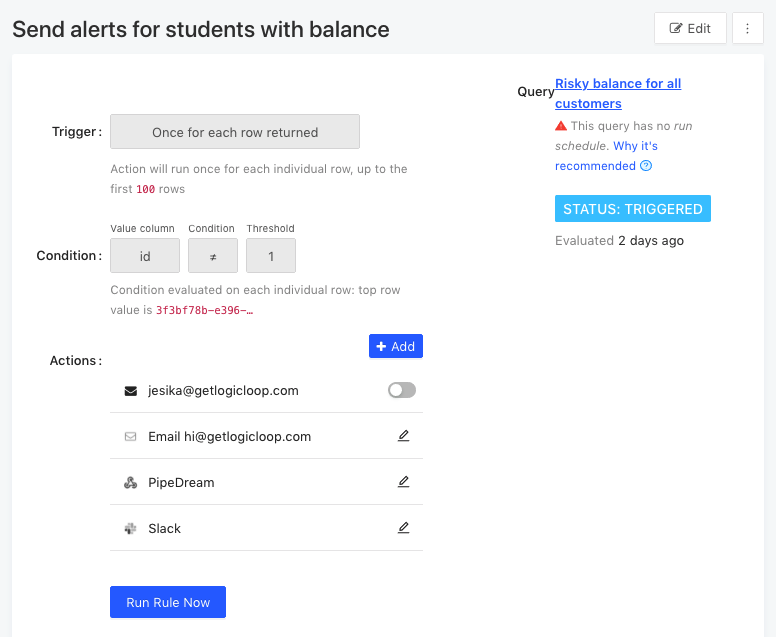 Send alerts for students with balance
Edit
Query
Risky balance for all
customers
This query has no run
schedule. Why it's
recommended
STATUS: TRIGGERED
Evaluated 2 days ago
Trigger:
Once for each row returned
Action will run once for each individual row, up to the
first 100 rows
Value column Condition Threshold
Condition:
id ≠ 1
Condition evaluated on each individual row: top row
value is 3f3bf78b-e396-…
Actions:
+ Add
jesika@getlogicloop.com
Email hi@getlogicloop.com
PipeDream
Slack
Run Rule Now